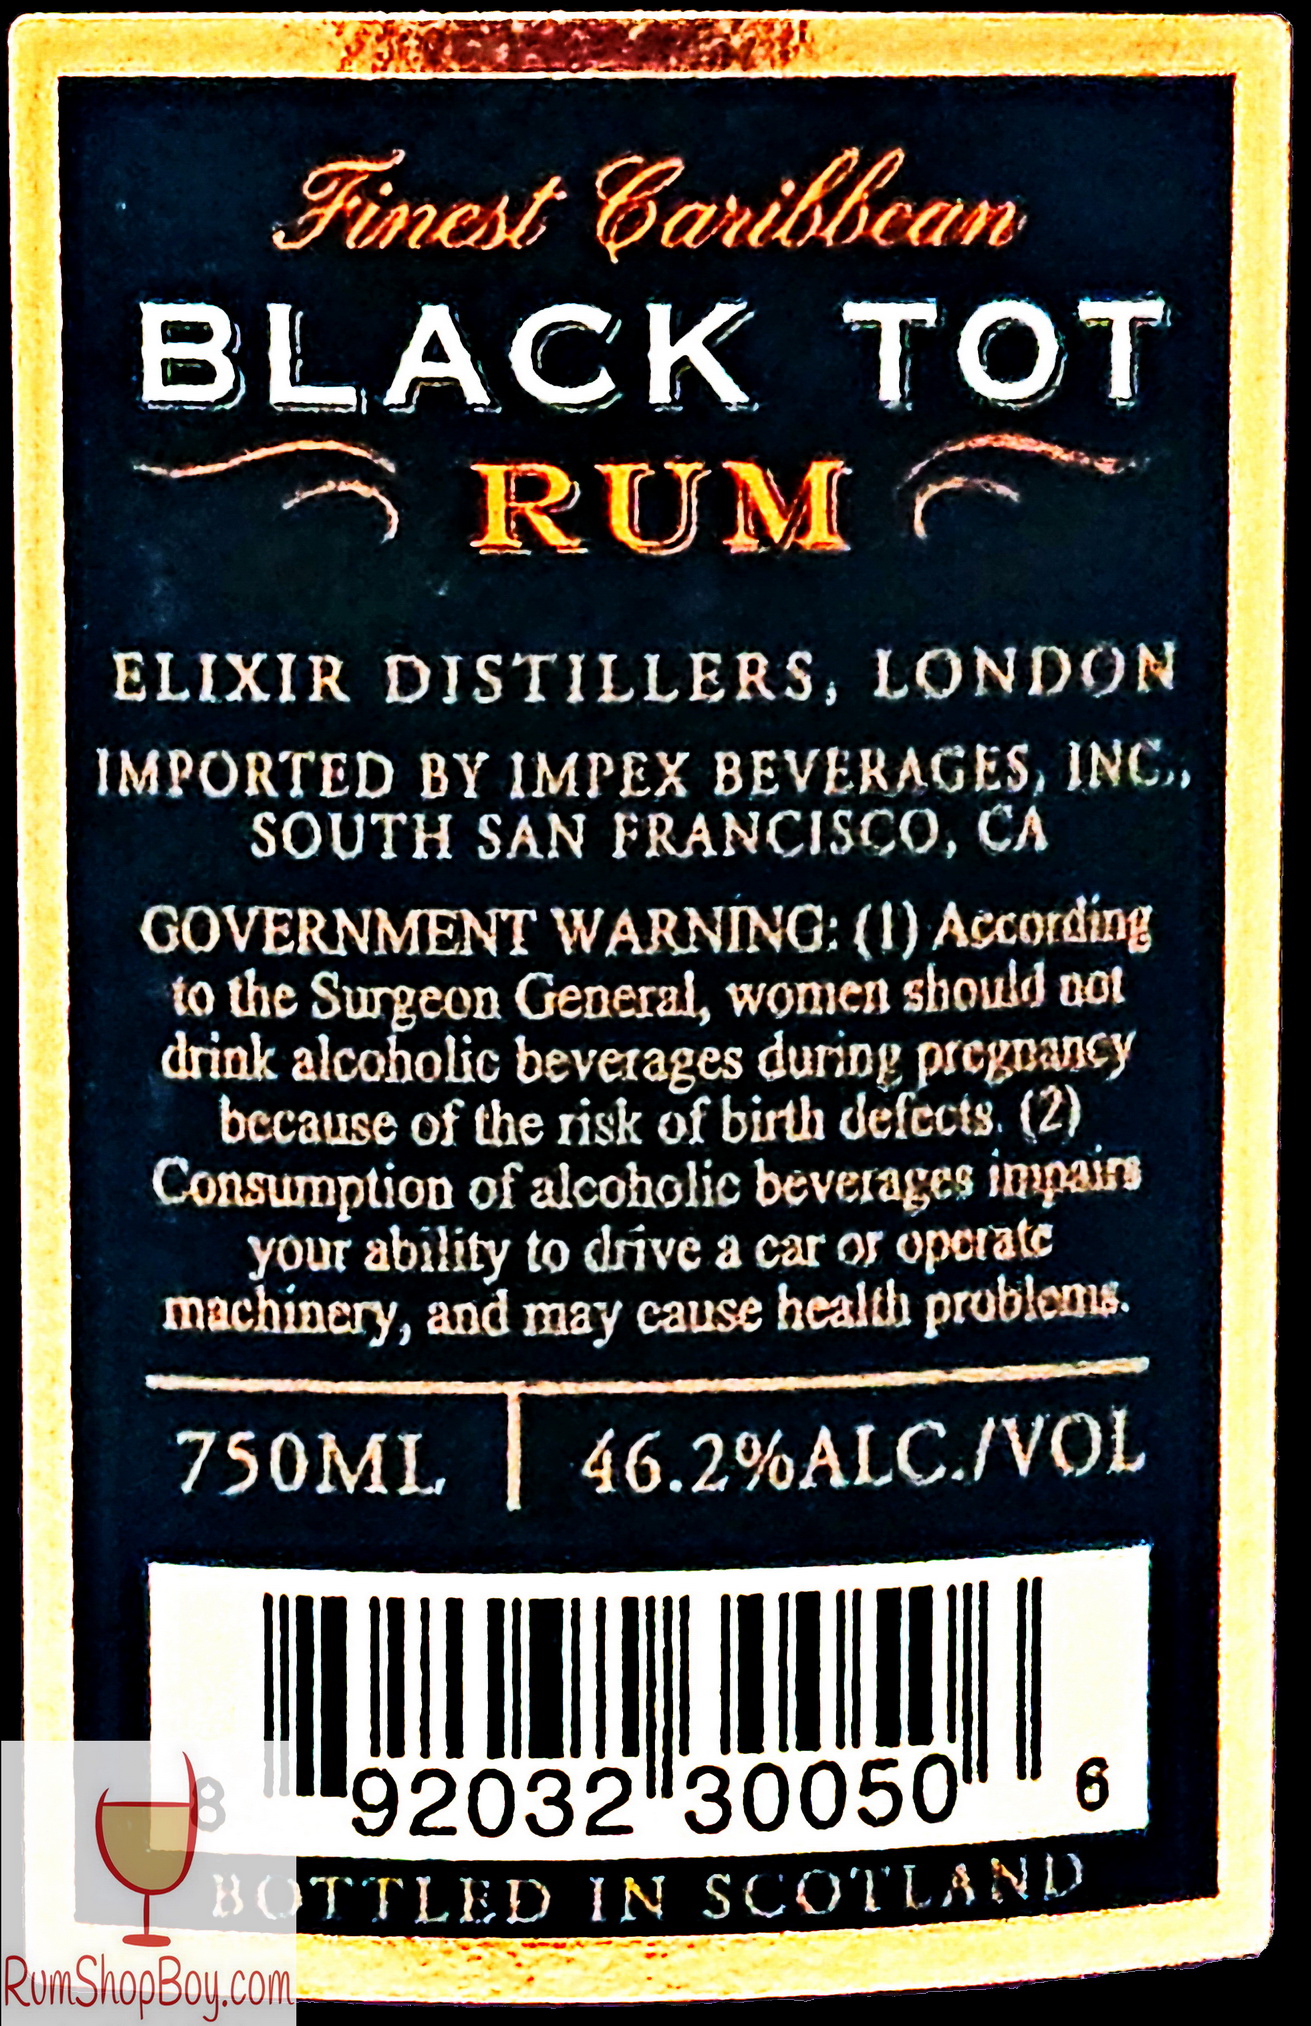 Finest Caribbean
BLACK TOT
RUM
ELIXIR DISTILLERS, LONDON
IMPORTED BY IMPEX BEVERAGES, INC.,
SOUTH SAN FRANCISCO, CA
GOVERNMENT WARNING: (1) According
to the Surgeon General, women should not
drink alcoholic beverages during pregnancy
because of the risk of birth defects. (2)
Consumption of alcoholic beverages impairs
your ability to drive a car or operate
machinery, and may cause health problems.
750ML | 46.2%ALC./VOL
8 92032 30050 6
BOTTLED IN SCOTLAND
RumShopBoy.com